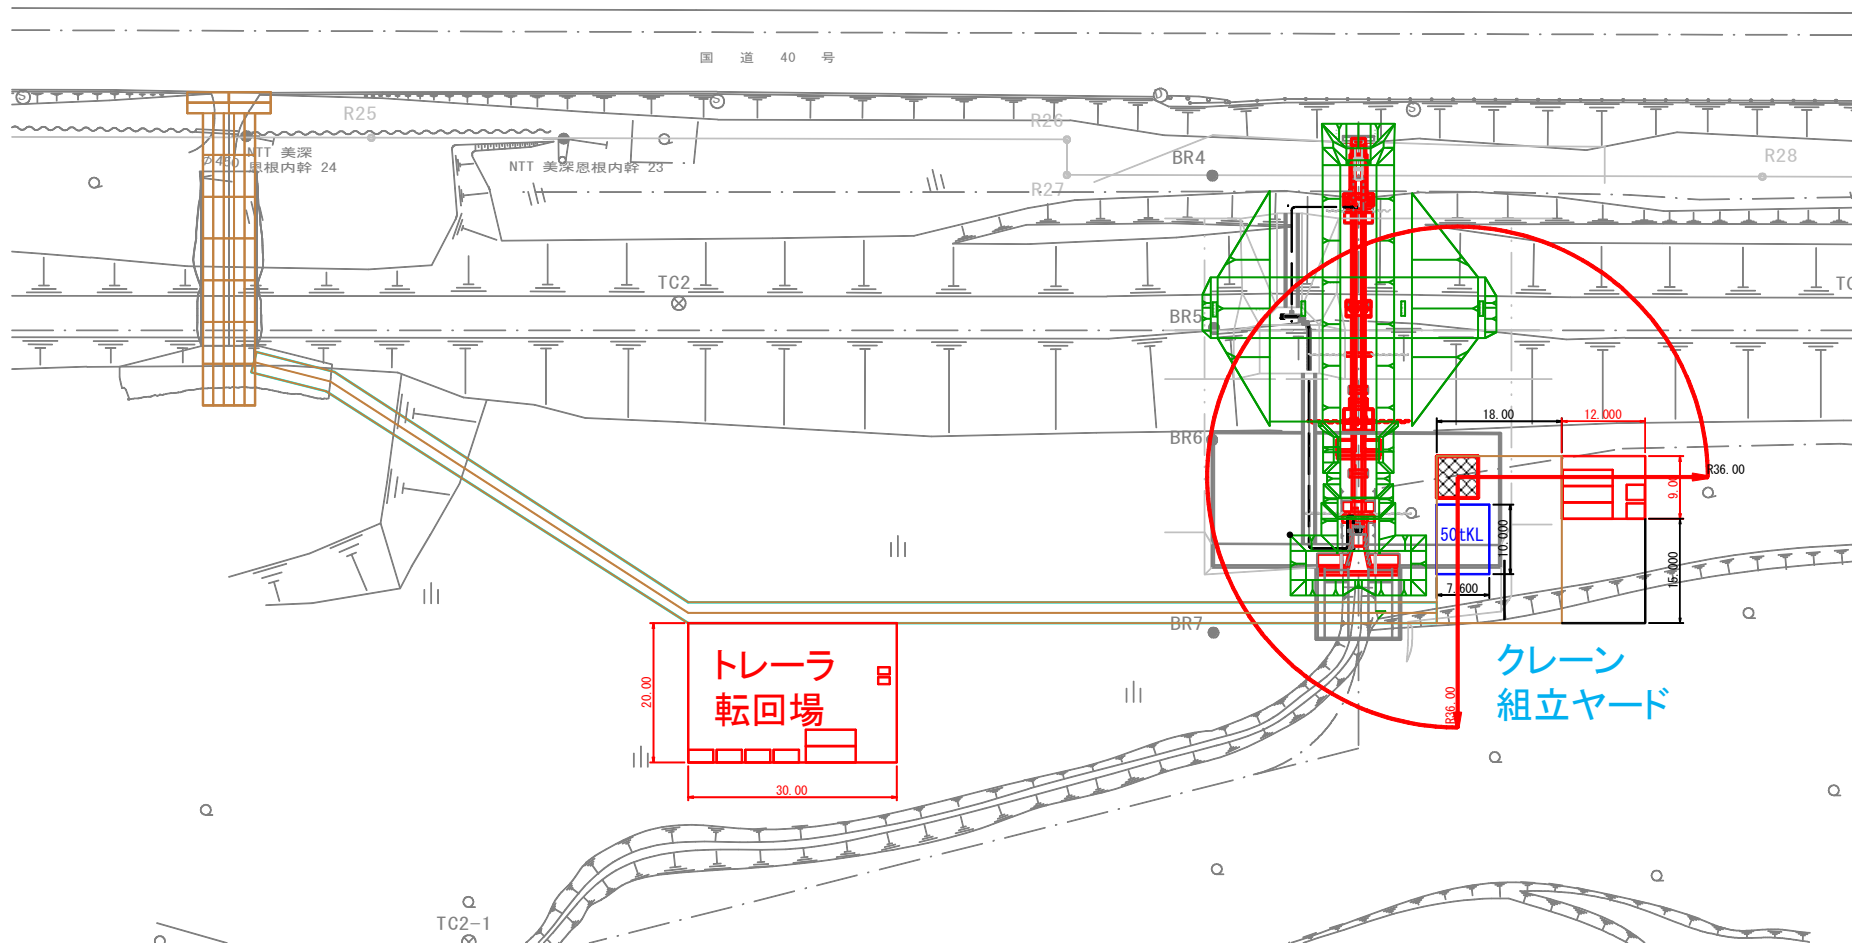 国 道 40 号
R25
R26
NTT 美深
恩根内幹 24
NTT 美深恩根内幹 23
BR4
R28
R27
TC2
BR5
BR6
18.00
12.000
R36.00
9.00
50tKL
10.000
7.600
15.000
BR7
トレーラ
転回場
20.00
30.00
クレーン
組立ヤード
R36.00
TC2-1